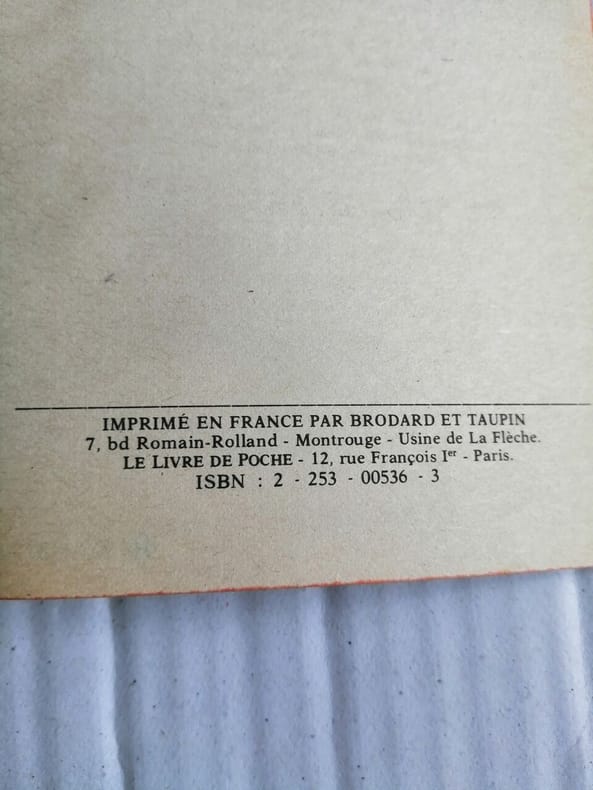 IMPRIMÉ EN FRANCE PAR BRODARD ET TAUPIN
7, bd Romain-Rolland - Montrouge - Usine de La Flèche.
LE LIVRE DE POCHE - 12, rue François Ier - Paris.
ISBN : 2 - 253 - 00536 - 3